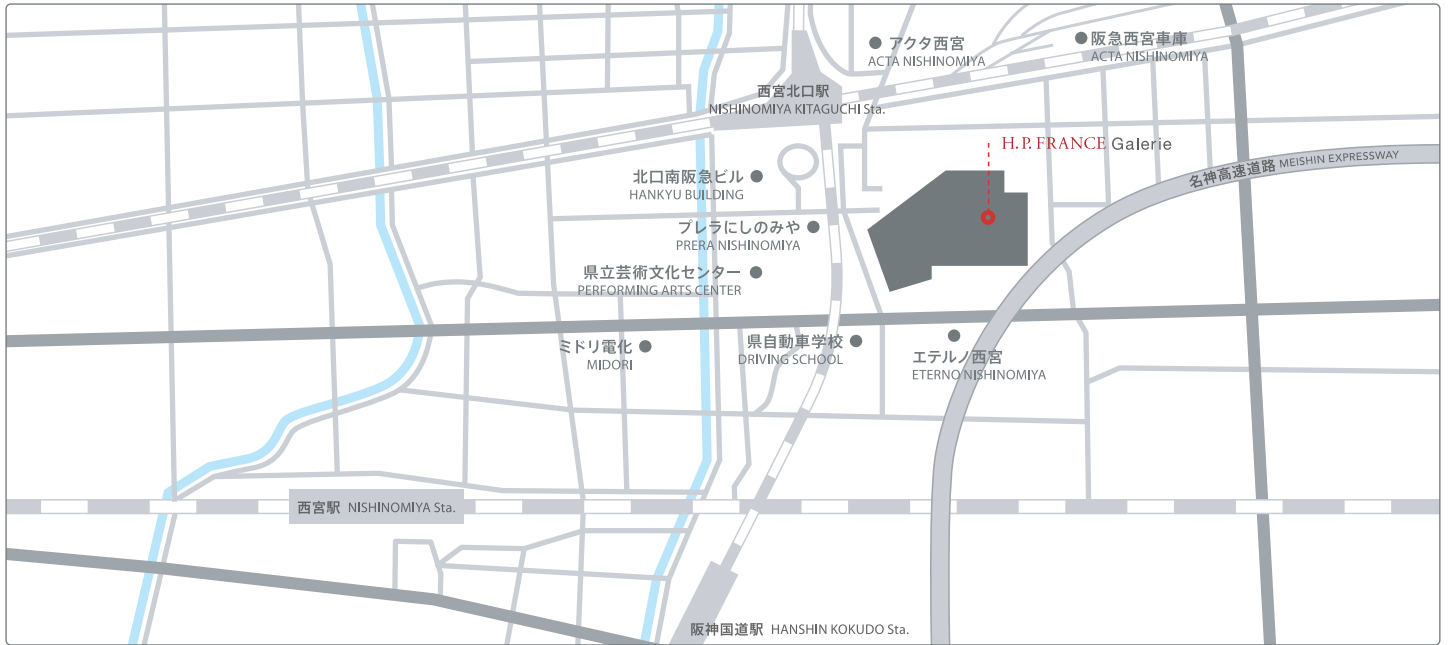 アクタ西宮
ACTA NISHINOMIYA
阪急西宮車庫
ACTA NISHINOMIYA
西宮北口駅
NISHINOMIYA KITAGUCHI Sta.
H.P. FRANCE Galerie
名神高速道路 MEISHIN EXPRESSWAY
北口南阪急ビル
HANKYU BUILDING
プレラにしのみや
PRERA NISHINOMIYA
県立芸術文化センター
PERFORMING ARTS CENTER
ミドリ電化
MIDORI
県自動車学校
DRIVING SCHOOL
エテルノ西宮
ETERNO NISHINOMIYA
西宮駅 NISHINOMIYA Sta.
阪神国道駅 HANSHIN KOKUDO Sta.